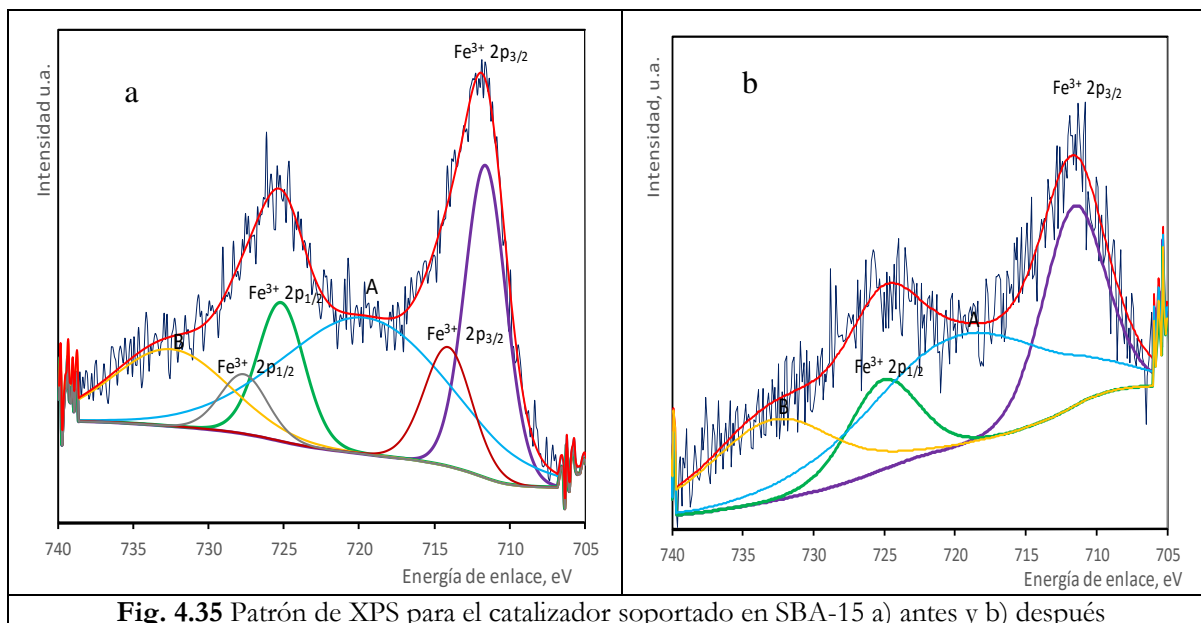 a
Fe³⁺ 2p₃/₂
Fe³⁺ 2p₁/₂
A
Fe³⁺ 2p₃/₂
B
Fe³⁺ 2p₁/₂
Intensidad u.a.
740 735 730 725 720 715 710 705
Energía de enlace, eV
b
Fe³⁺ 2p₃/₂
A
Fe³⁺ 2p₁/₂
B
Intensidad, u.a.
740 735 730 725 720 715 710 705
Energía de enlace, eV
Fig. 4.35 Patrón de XPS para el catalizador soportado en SBA-15 a) antes y b) después